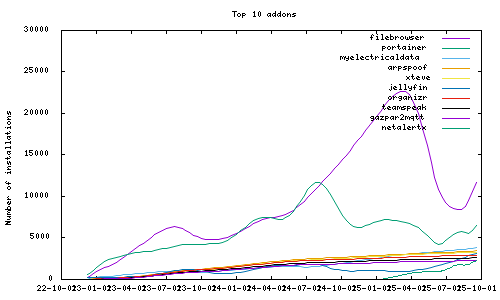 Top 10 addons
30000
25000
20000
15000
10000
5000
0
Number of installations
filebrowser
portainer
myelectricaldata
arpspoof
xteve
jellyfin
organizr
teamspeak
gazpar2mqtt
netalertx
22-10-0023-01-023-04-023-07-023-10-024-01-024-04-024-07-024-10-025-01-025-04-025-07-025-10-01